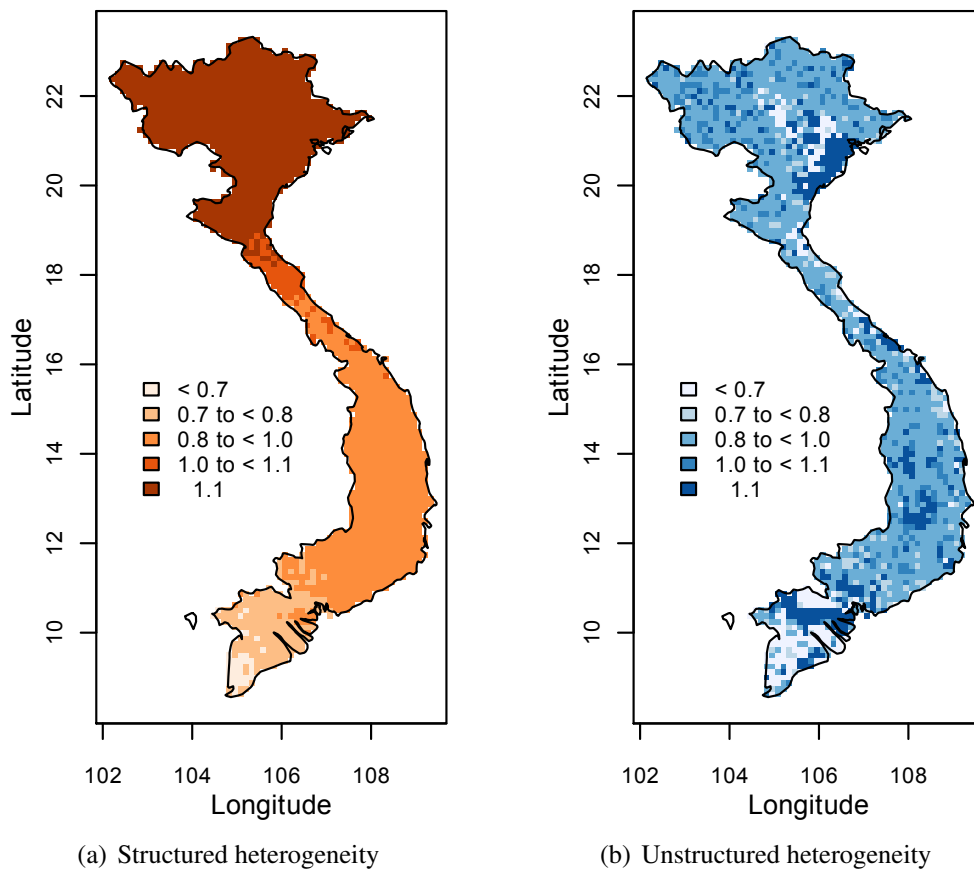 22
20
18
16
14
12
10
Latitude
< 0.7
0.7 to < 0.8
0.8 to < 1.0
1.0 to < 1.1
1.1
102 104 106 108
Longitude
(a) Structured heterogeneity
22
20
18
16
14
12
10
Latitude
< 0.7
0.7 to < 0.8
0.8 to < 1.0
1.0 to < 1.1
1.1
102 104 106 108
Longitude
(b) Unstructured heterogeneity